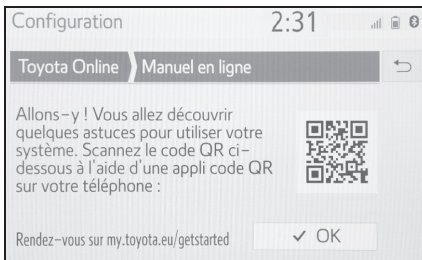 Configuration
2:31
Toyota Online
Manuel en ligne
Allons-y ! Vous allez découvrir
quelques astuces pour utiliser votre
système. Scannez le code QR ci-
dessous à l'aide d'une appli code QR
sur votre téléphone :
Rendez-vous sur my.toyota.eu/getstarted
OK